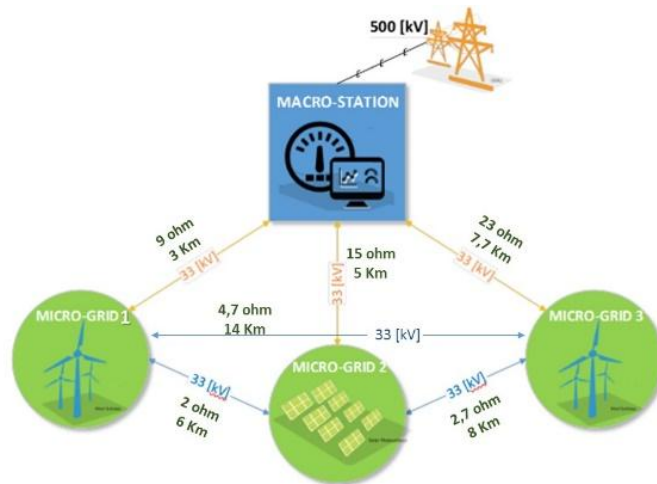 500 [kV]
MACRO-STATION
9 ohm
3 Km
33 [kV]
15 ohm
5 Km
33 [kV]
23 ohm
7,7 Km
33 [kV]
MICRO-GRID 1
4,7 ohm
14 Km
33 [kV]
MICRO-GRID 3
MICRO-GRID 2
33 [kV]
2 ohm
6 Km
33 [kV]
2,7 ohm
8 Km